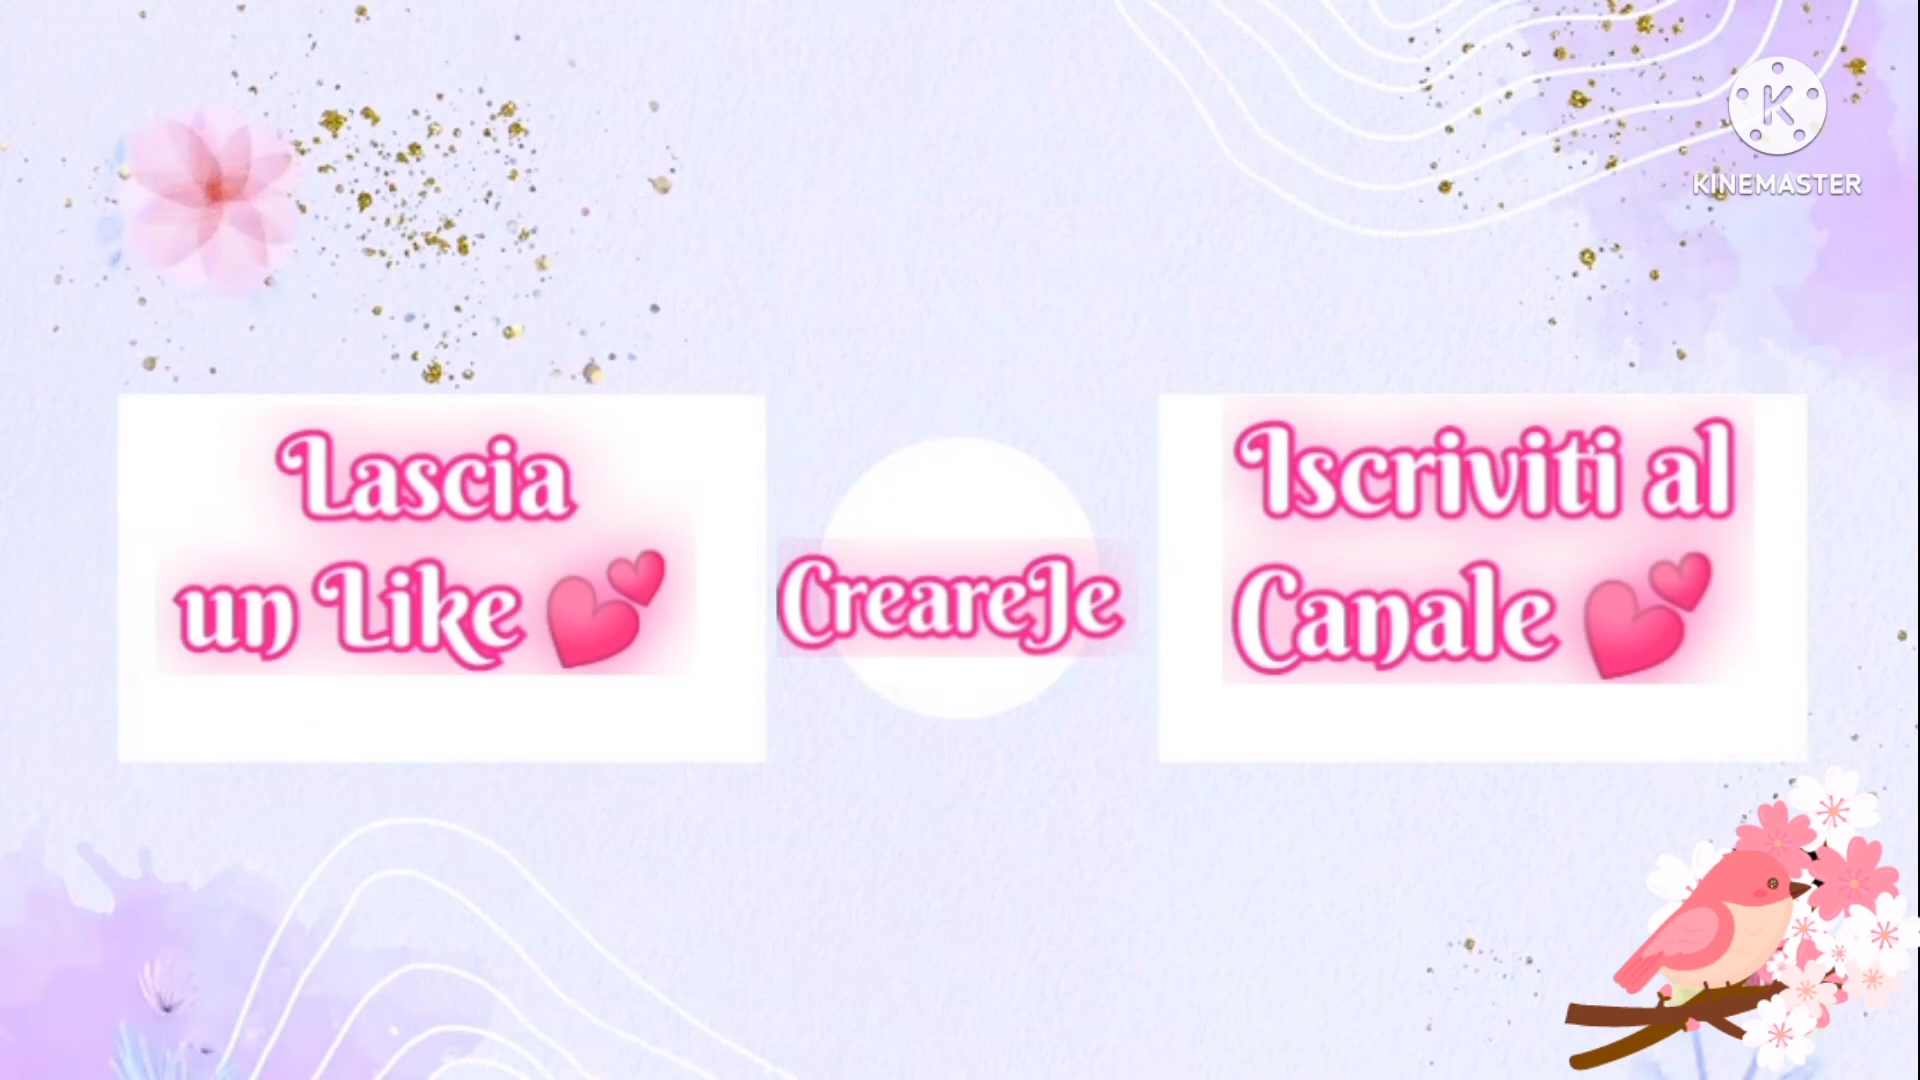 Lascia
un Like 💕
CreareJe
Iscriviti al
Canale 💕
K
KINEMASTER